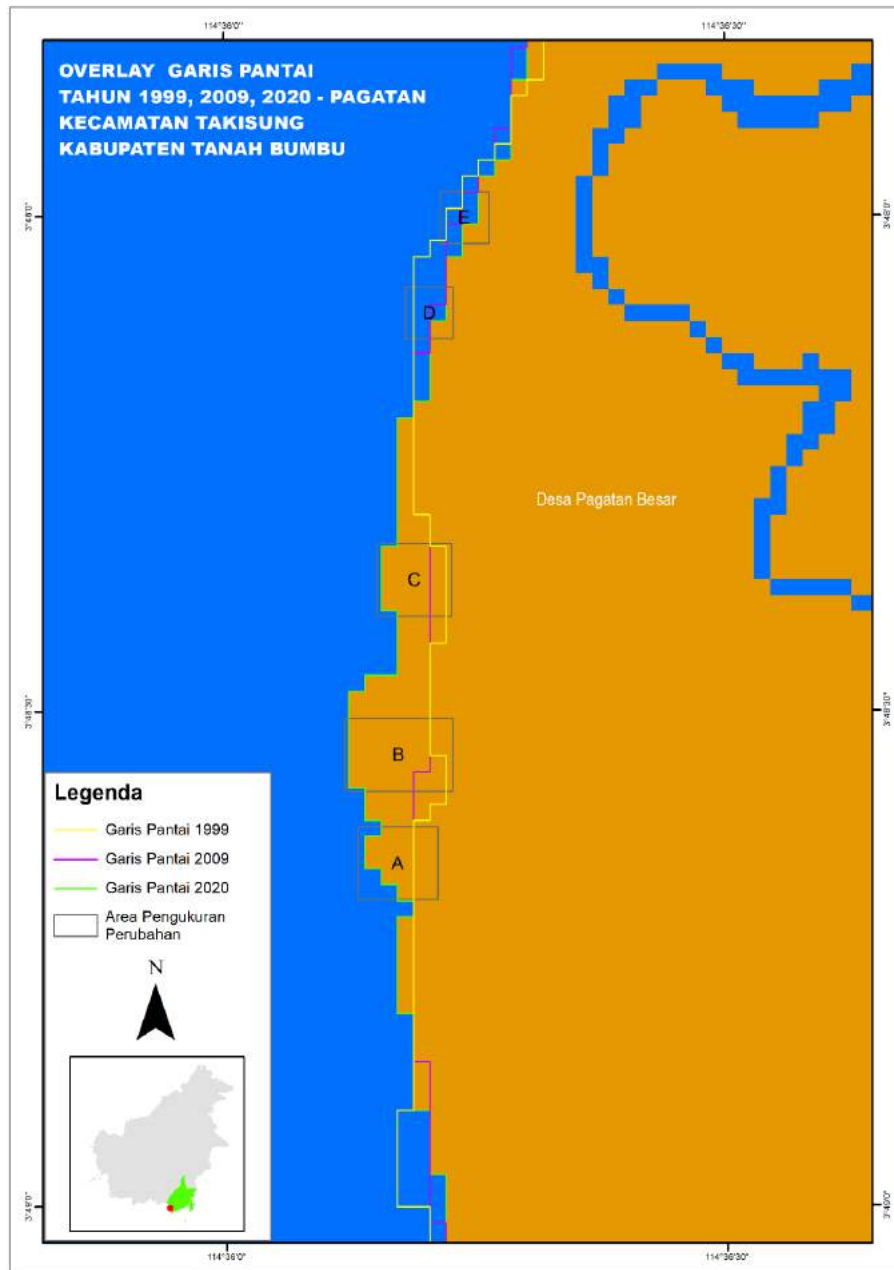 114°36'0"
114°36'30"
OVERLAY GARIS PANTAI
TAHUN 1999, 2009, 2020 - PAGATAN
KECAMATAN TAKISUNG
KABUPATEN TANAH BUMBU
3°48'0"
3°48'0"
E
D
Desa Pagatan Besar
C
3°48'30"
3°48'30"
B
A
Legenda
Garis Pantai 1999
Garis Pantai 2009
Garis Pantai 2020
Area Pengukuran
Perubahan
N
3°49'0"
3°49'0"
114°36'0"
114°36'30"